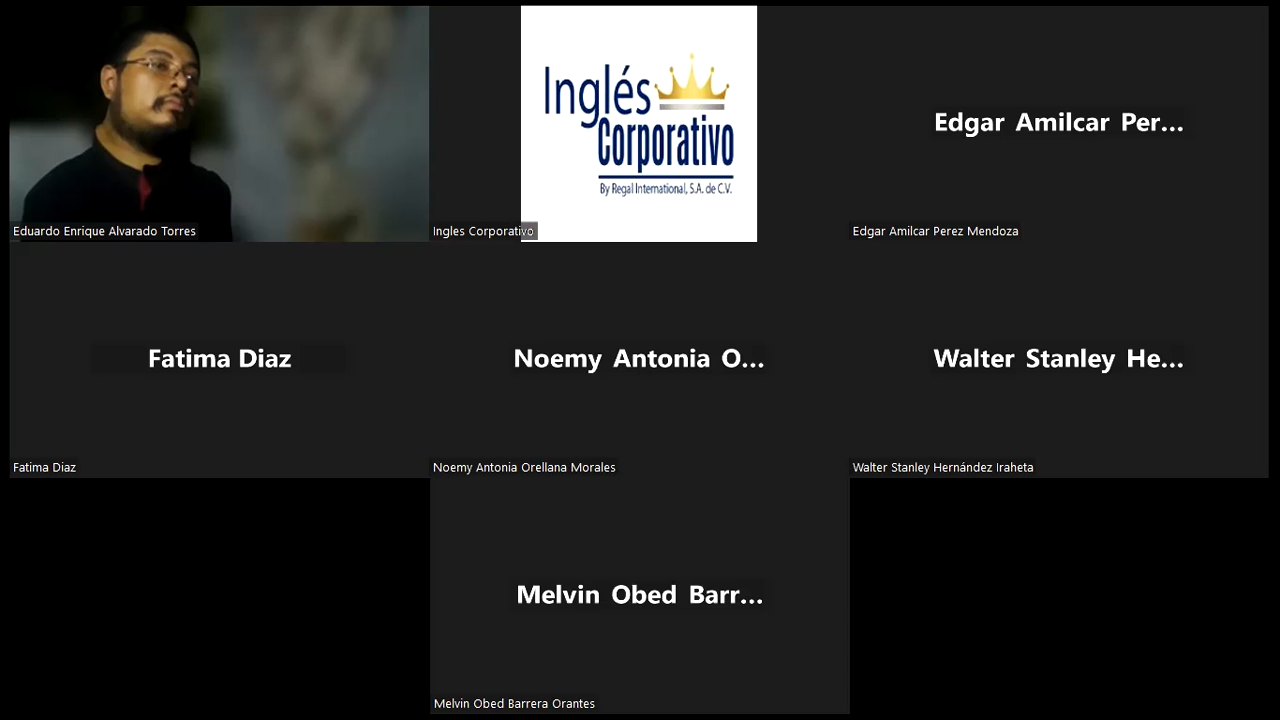 Inglés
Corporativo
By Regal International, S.A. de C.V.
Edgar Amilcar Per...
Eduardo Enrique Alvarado Torres
Ingles Corporativo
Edgar Amilcar Perez Mendoza
Fatima Diaz
Noemy Antonia O...
Walter Stanley He...
Fatima Diaz
Noemy Antonia Orellana Morales
Walter Stanley Hernández Iraheta
Melvin Obed Barr...
Melvin Obed Barrera Orantes